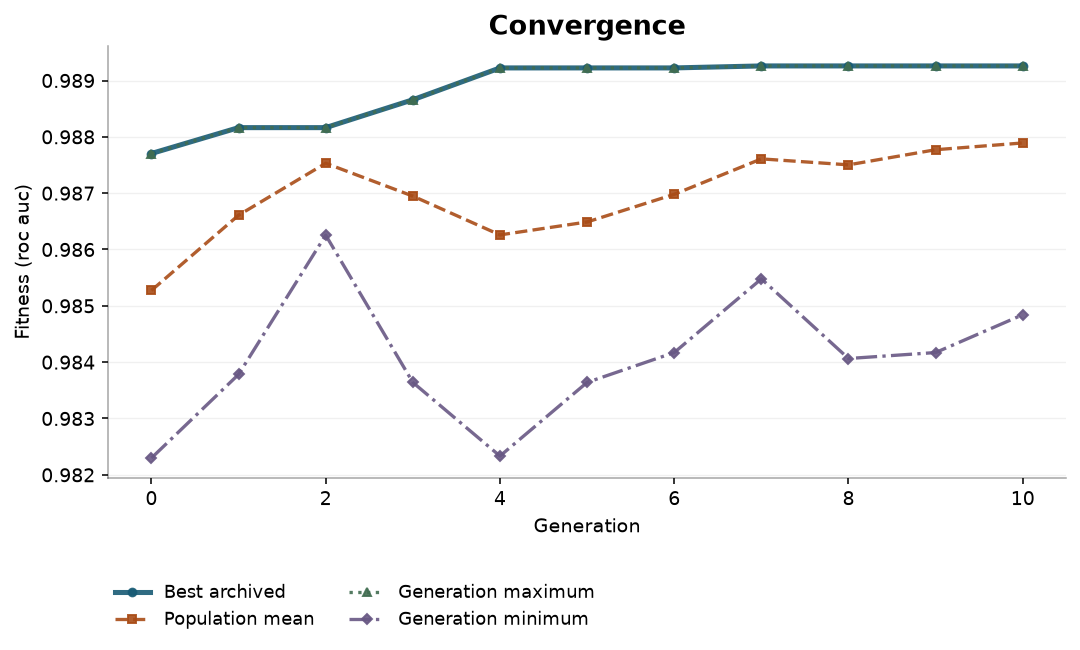 Convergence
0.989
0.988
0.987
0.986
0.985
0.984
0.983
0.982
Fitness (roc auc)
0 2 4 6 8 10
Generation
Best archived Generation maximum
Population mean Generation minimum